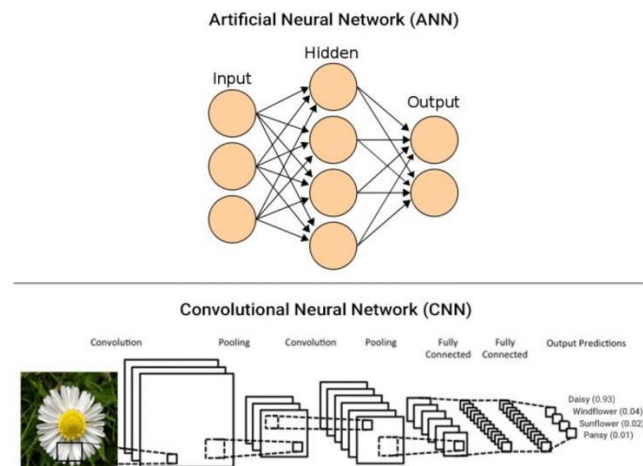 Artificial Neural Network (ANN)
Hidden
Input
Output
Convolutional Neural Network (CNN)
Convolution Pooling Convolution Pooling Fully Connected Fully Connected Output Predictions
Daisy (0.93)
Windflower (0.04)
Sunflower (0.02)
Pansy (0.01)